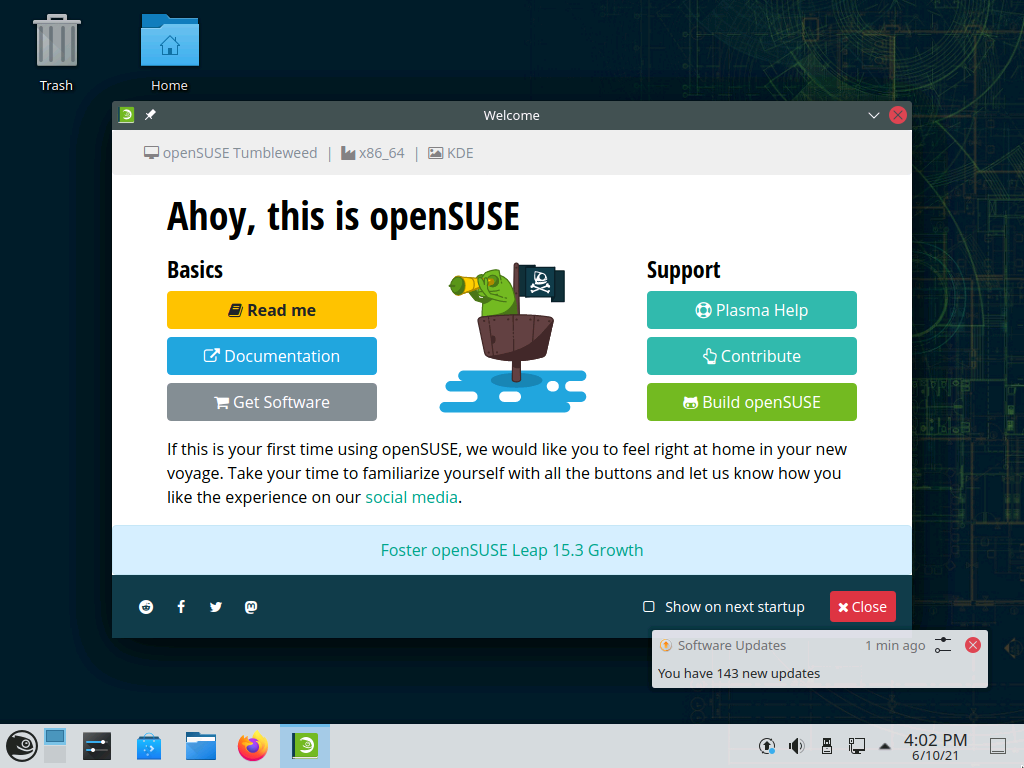 Trash
Home
Welcome
openSUSE Tumbleweed | x86_64 | KDE
Ahoy, this is openSUSE
Basics
Support
Read me
Plasma Help
Documentation
Contribute
Get Software
Build openSUSE
If this is your first time using openSUSE, we would like you to feel right at home in your new
voyage. Take your time to familiarize yourself with all the buttons and let us know how you
like the experience on our social media.
Foster openSUSE Leap 15.3 Growth
Show on next startup
Close
Software Updates 1 min ago
You have 143 new updates
4:02 PM
6/10/21